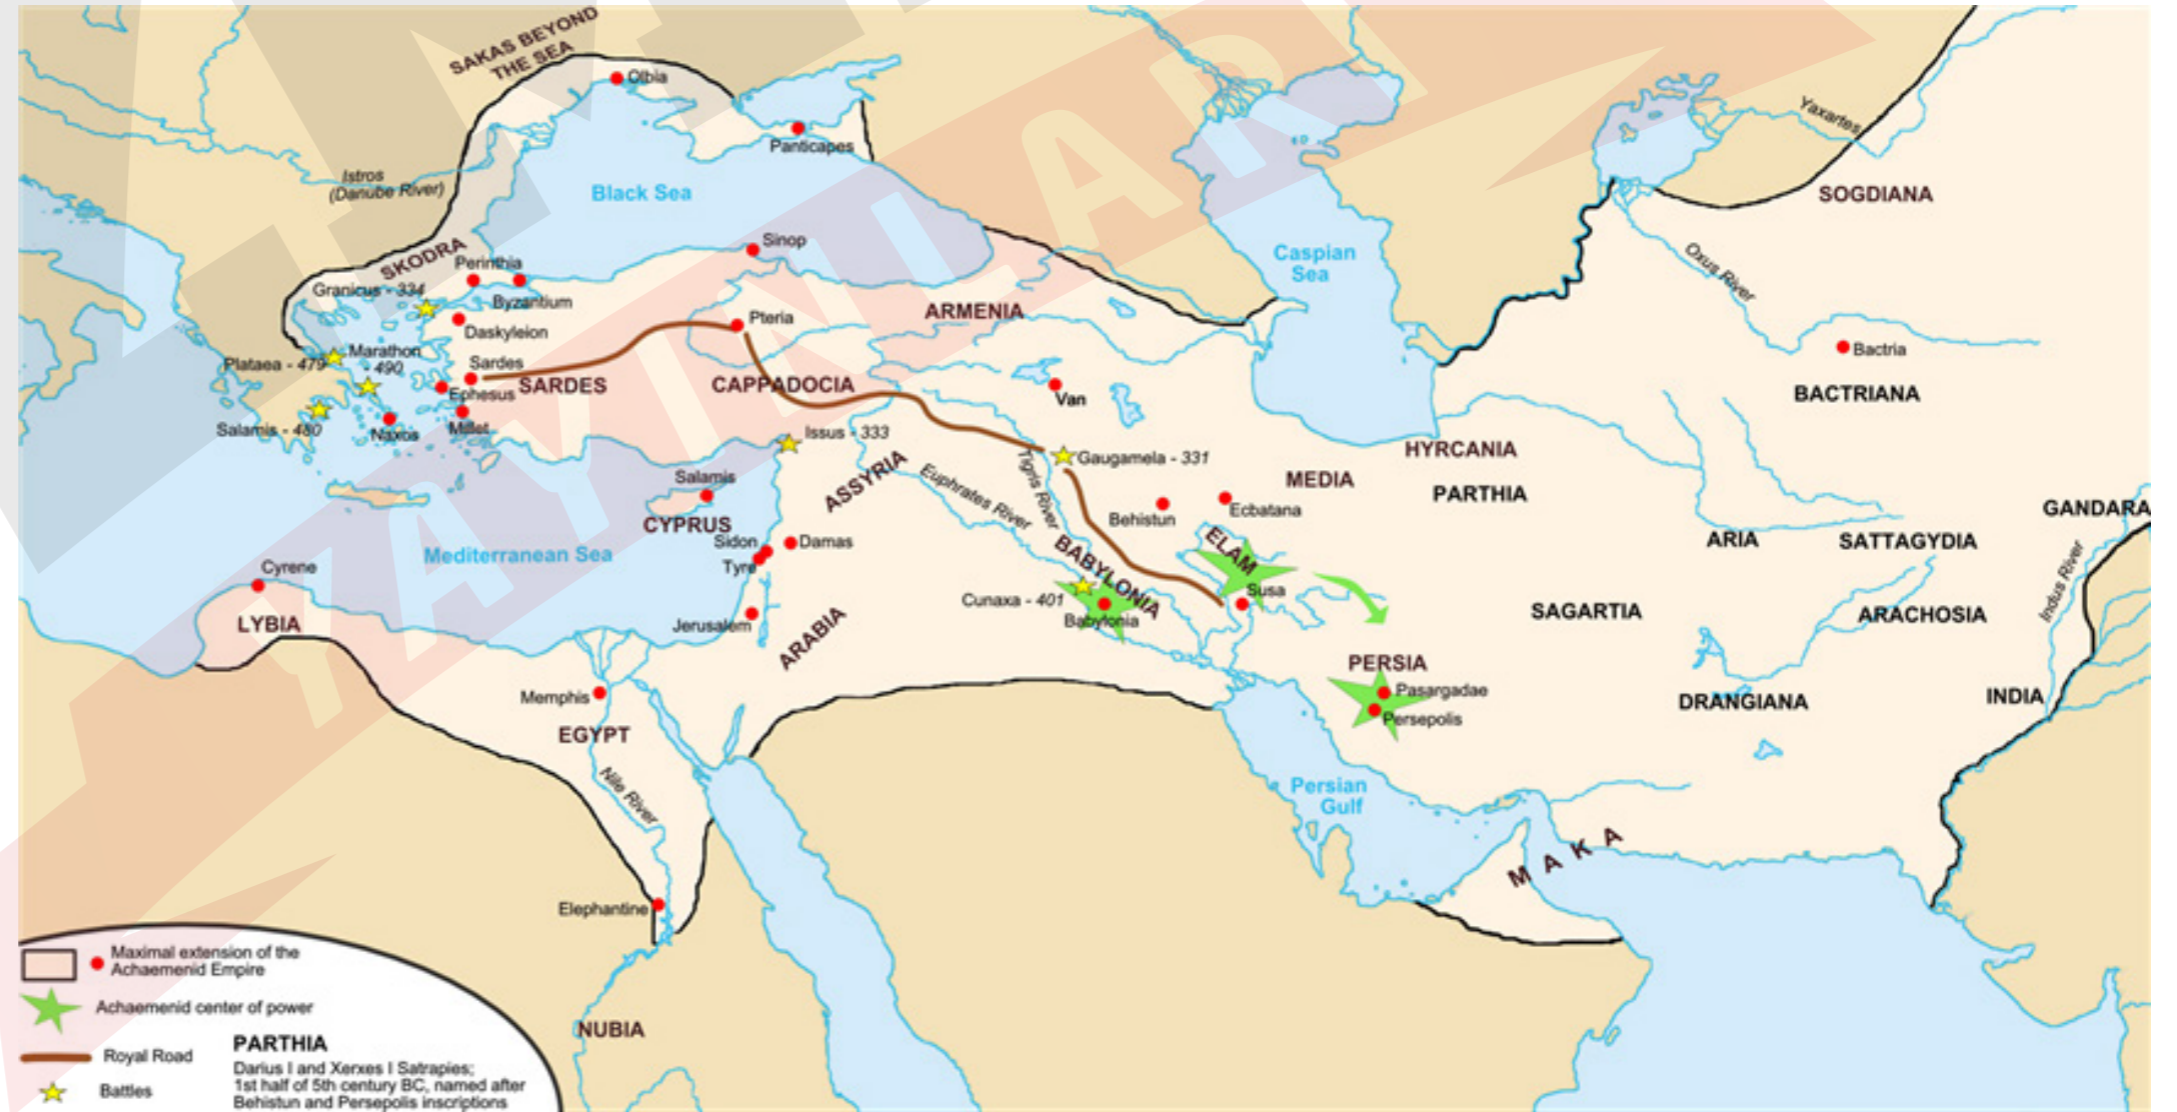 SAKAS BEYOND
THE SEA
Olbia
Panticapes
Istros
(Danube River)
Black Sea
Yaxartes
SOGDIANA
SKODRA
Perinthia
Sinop
Caspian
Sea
Oxus River
Granicus - 334
Byzantium
Daskyleion
Pteria
ARMENIA
Bactria
BACTRIANA
Plataea - 479
Marathon
- 490
Sardes
SARDES
CAPPADOCIA
Van
Ephesus
Salamis - 480
Naxos
Millet
Issus - 333
Gaugamela - 331
HYRCANIA
MEDIA
PARTHIA
Salamis
CYPRUS
ASSYRIA
Euphrates River
Tigris River
Behistun
Ecbatana
GANDARA
Mediterranean Sea
Sidon
Tyre
Damas
BABYLONIA
ELAM
ARIA
SATTAGYDIA
Cyrene
LYBIA
Jerusalem
ARABIA
Cunaxa - 401
Babylonia
Susa
SAGARTIA
ARACHOSIA
Indus River
PERSIA
Pasargadae
Persepolis
DRANGIANA
INDIA
Memphis
EGYPT
Nile River
Persian
Gulf
MAKA
Elephantine
NUBIA
Maximal extension of the
Achaemenid Empire
Achaemenid center of power
Royal Road
Battles
PARTHIA
Darius I and Xerxes I Satrapies;
1st half of 5th century BC, named after
Behistun and Persepolis inscriptions
YAYINLARI